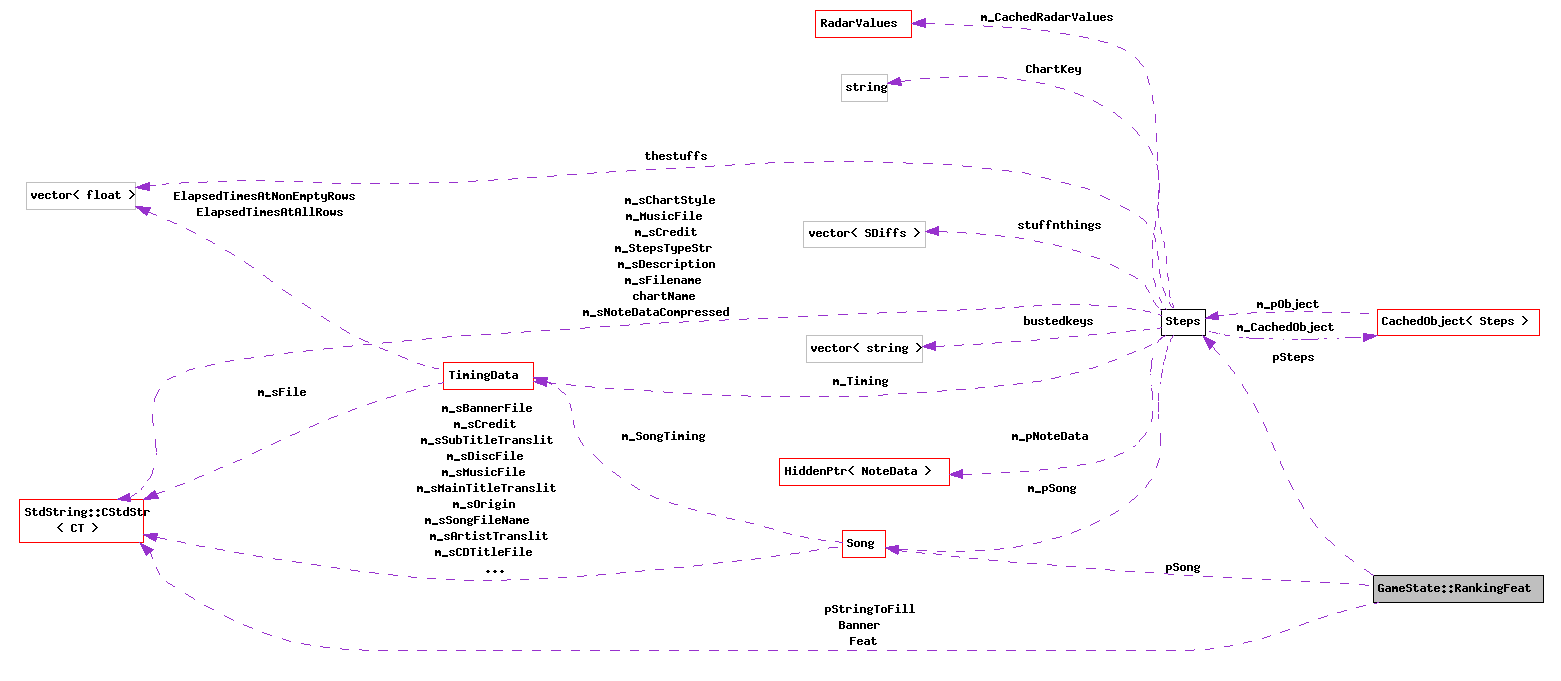 RadarValues
m_CachedRadarValues
string
ChartKey
thestuffs
vector< float >
ElapsedTimesAtNonEmptyRows
ElapsedTimesAtAllRows
m_sChartStyle
m_MusicFile
m_sCredit
m_StepsTypeStr
m_sDescription
m_sFilename
chartName
m_sNoteDataCompressed
vector< SDiffs >
stuffnthings
m_pObject
Steps
CachedObject< Steps >
m_CachedObject
bustedkeys
vector< string >
pSteps
TimingData
m_Timing
m_sFile
m_sBannerFile
m_sCredit
m_sSubTitleTranslit
m_sDiscFile
m_sMusicFile
m_sMainTitleTranslit
m_sOrigin
m_sSongFileName
m_sArtistTranslit
m_sCDTitleFile
...
m_SongTiming
m_pNoteData
HiddenPtr< NoteData >
m_pSong
StdString::CStdStr
< CT >
Song
pSong
GameState::RankingFeat
pStringToFill
Banner
Feat